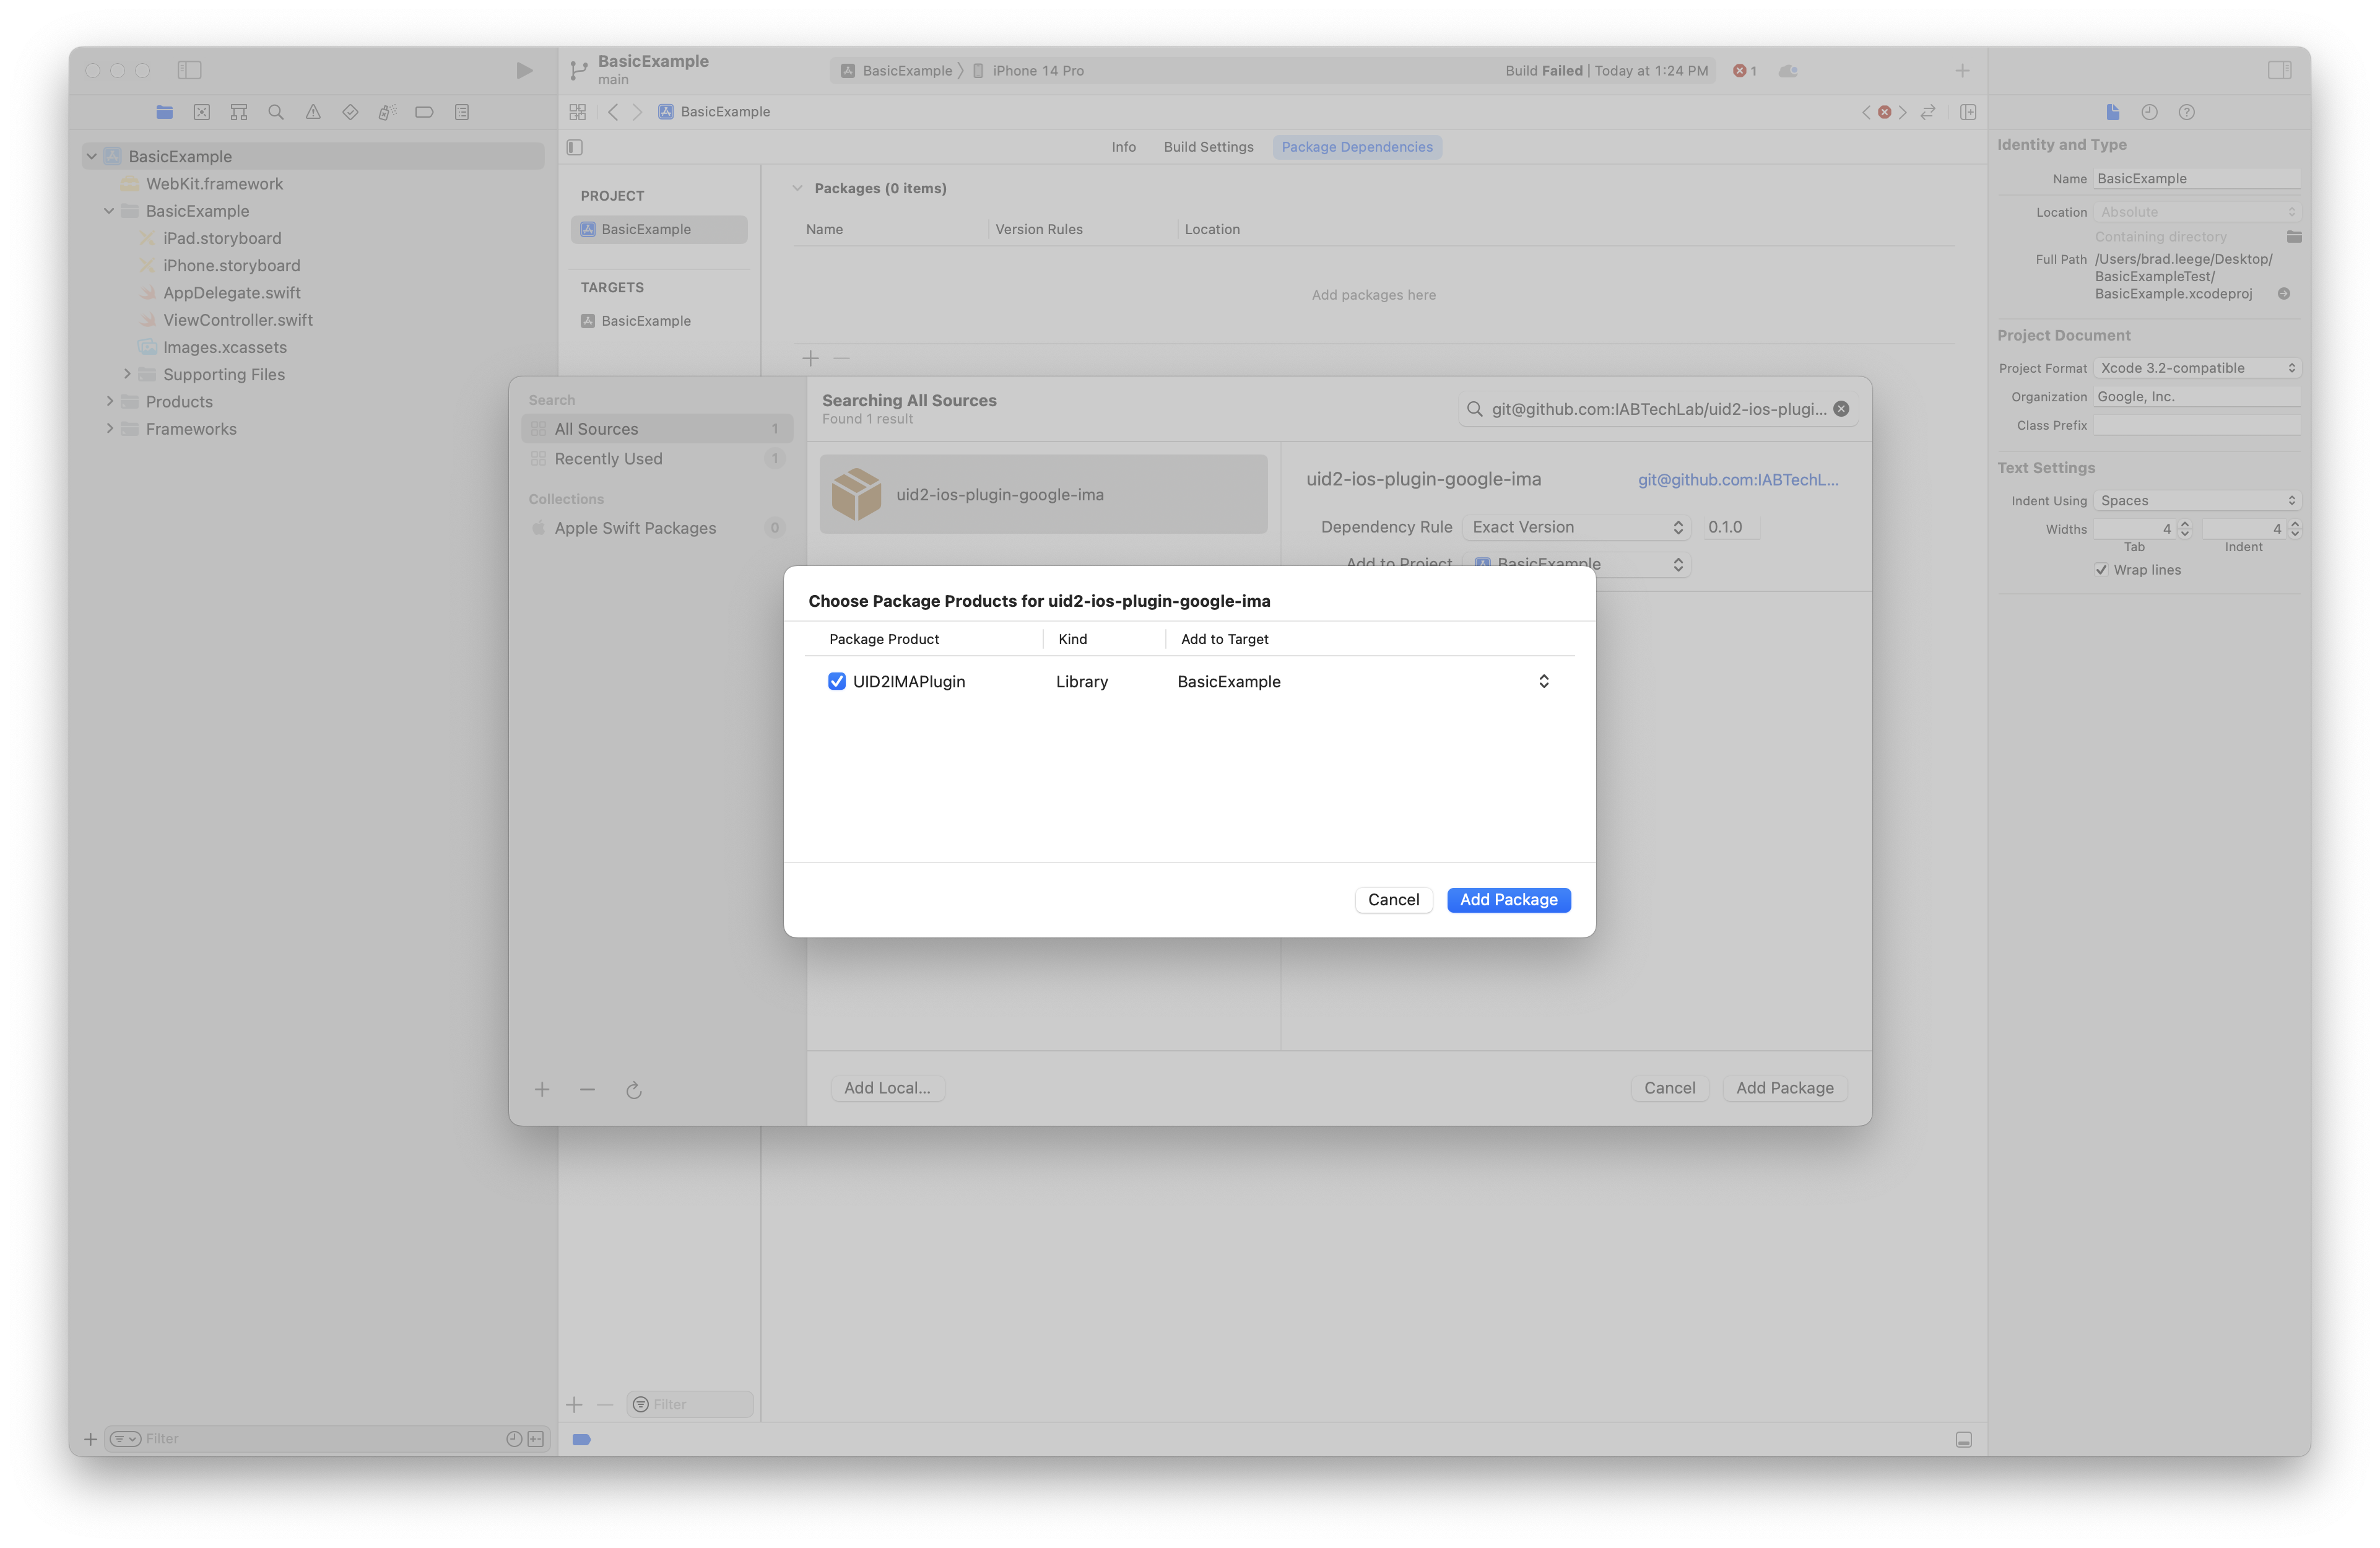 BasicExample
main
BasicExample
iPhone 14 Pro
Build Failed | Today at 1:24 PM
1
BasicExample
BasicExample
WebKit.framework
BasicExample
iPad.storyboard
iPhone.storyboard
AppDelegate.swift
ViewController.swift
Images.xcassets
Supporting Files
Products
Frameworks
Filter
Info
Build Settings
Package Dependencies
PROJECT
BasicExample
TARGETS
BasicExample
Filter
Packages (0 items)
Name
Version Rules
Location
Add packages here
Search
All Sources
1
Recently Used
1
Collections
Apple Swift Packages
0
Searching All Sources
Found 1 result
git@github.com:IABTechLab/uid2-ios-plugi...
uid2-ios-plugin-google-ima
uid2-ios-plugin-google-ima
git@github.com:IABTechL...
Dependency Rule
Exact Version
0.1.0
Add to Project
BasicExample
Choose Package Products for uid2-ios-plugin-google-ima
Package Product
Kind
Add to Target
UID2IMAPlugin
Library
BasicExample
Cancel
Add Package
Add Local...
Cancel
Add Package
Identity and Type
Name
BasicExample
Location
Absolute
Containing directory
Full Path
/Users/brad.leege/Desktop/
BasicExampleTest/
BasicExample.xcodeproj
Project Document
Project Format
Xcode 3.2-compatible
Organization
Google, Inc.
Class Prefix
Text Settings
Indent Using
Spaces
Widths
4
4
Tab
Indent
Wrap lines